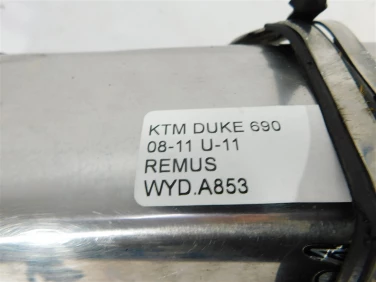 KTM DUKE 690
08-11 U-11
REMUS
WYD.A853